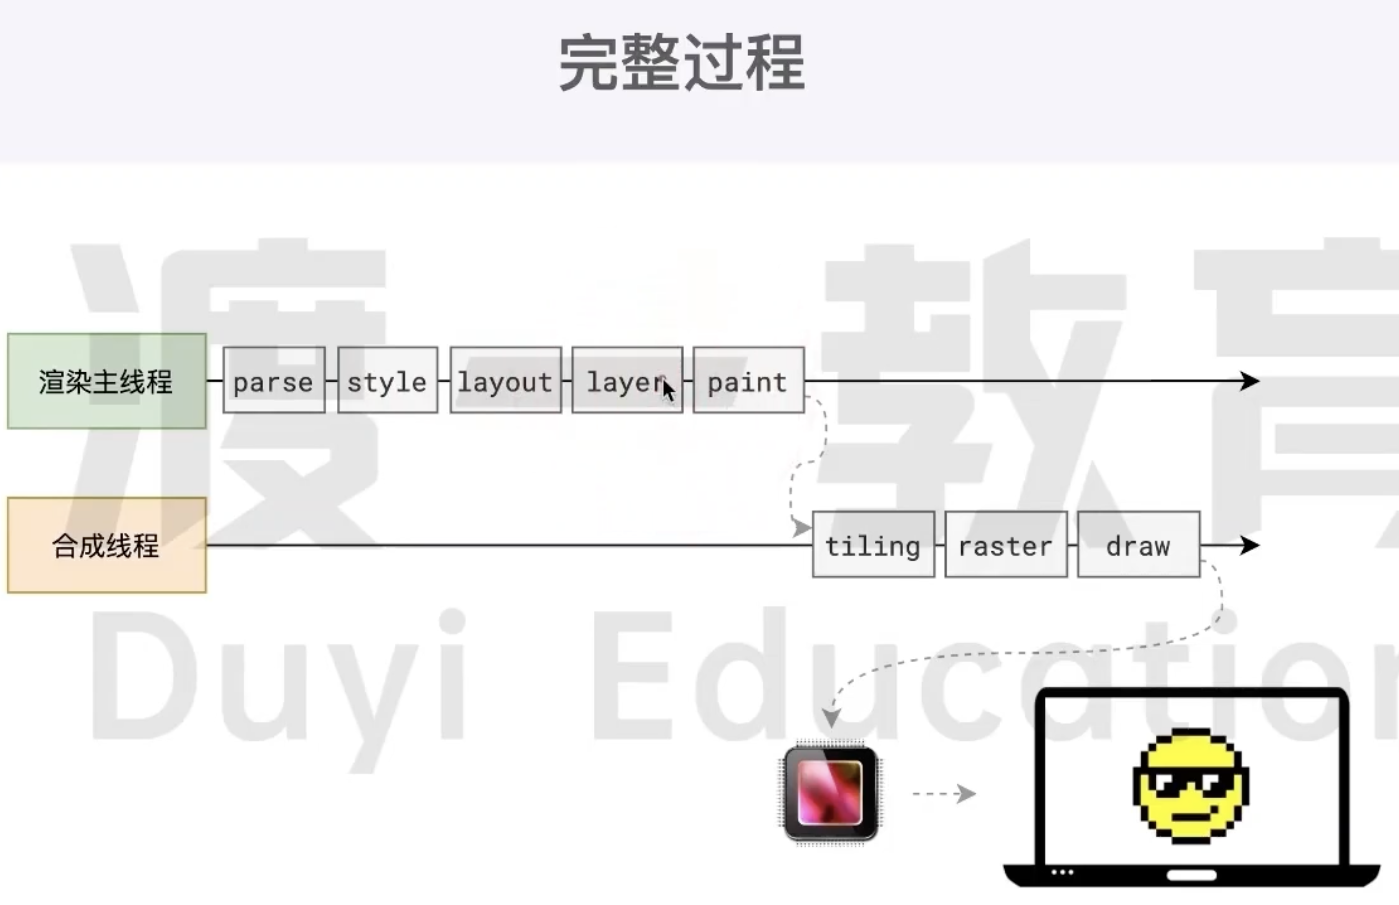 完整过程
渲染主线程
parse
style
layout
layer
paint
合成线程
tiling
raster
draw
渡一教育
Duyi Education